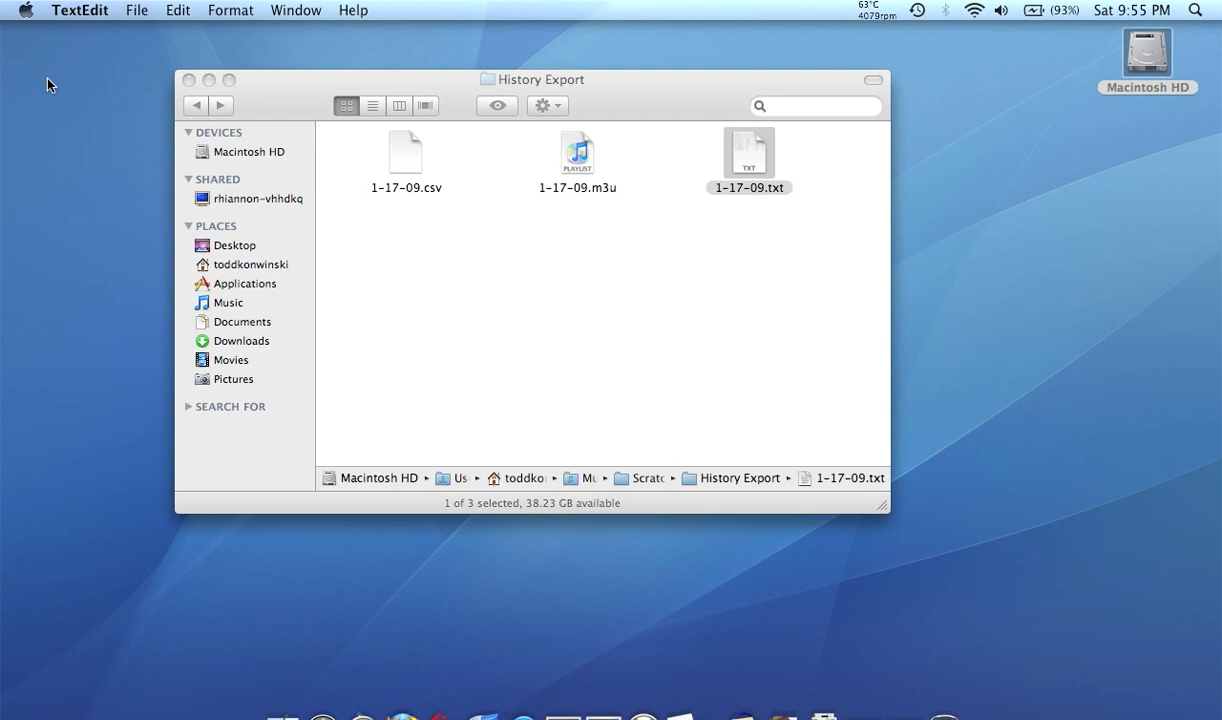 TextEdit File Edit Format Window Help 63°C 4079rpm (93%) Sat 9:55 PM
Macintosh HD
History Export
DEVICES
Macintosh HD
SHARED
rhiannon-vhhdkq
PLACES
Desktop
toddkonwinski
Applications
Music
Documents
Downloads
Movies
Pictures
SEARCH FOR
PLAYLIST
TXT
1-17-09.csv 1-17-09.m3u 1-17-09.txt
Macintosh HD Us toddko Mu Scratc History Export 1-17-09.txt
1 of 3 selected, 38.23 GB available